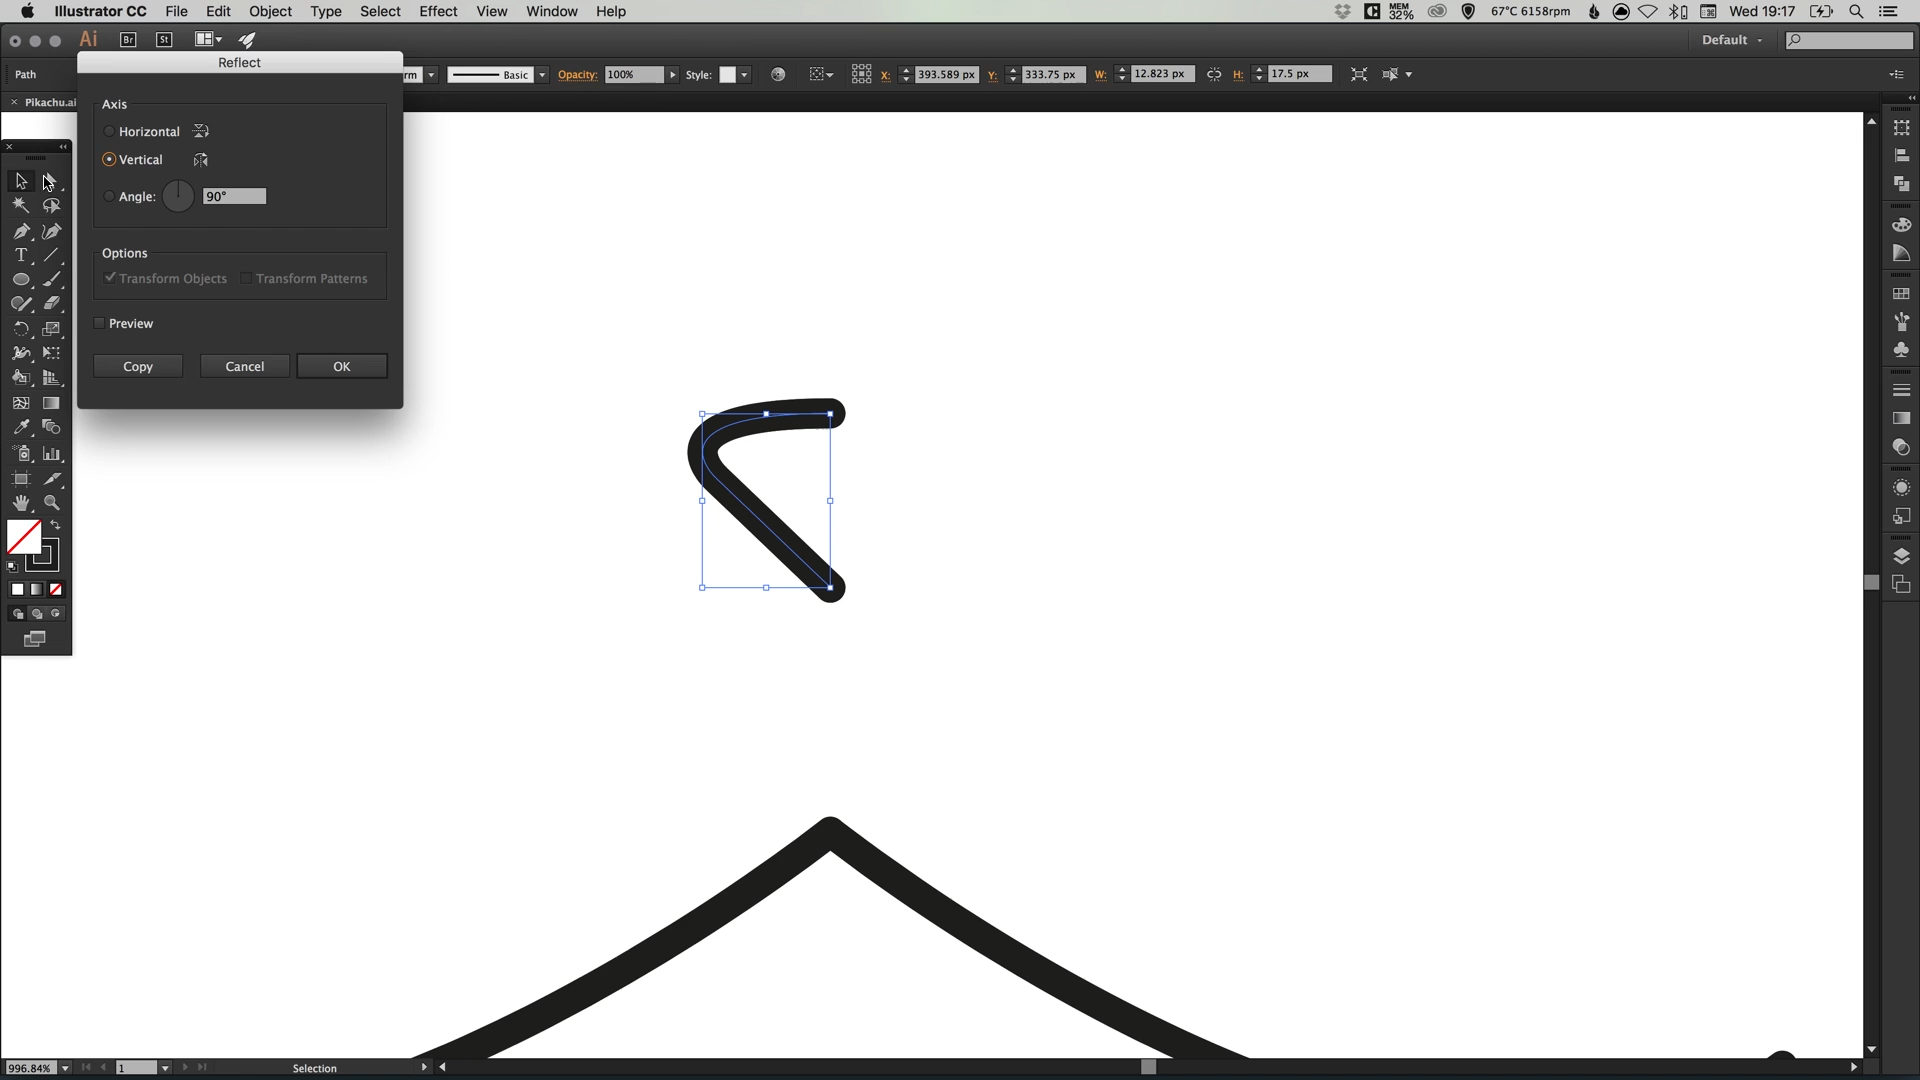 Illustrator CC File Edit Object Type Select Effect View Window Help MEM 32% 67°C 6158rpm Wed 19:17
Ai Br St Default
Path Reflect rm Basic Opacity: 100% Style: X: 393.589 px Y: 333.75 px W: 12.823 px H: 17.5 px
× Pikachu.ai
Axis
Horizontal
Vertical
Angle: 90°
Options
Transform Objects Transform Patterns
Preview
Copy Cancel OK
T
996.84% 1 Selection